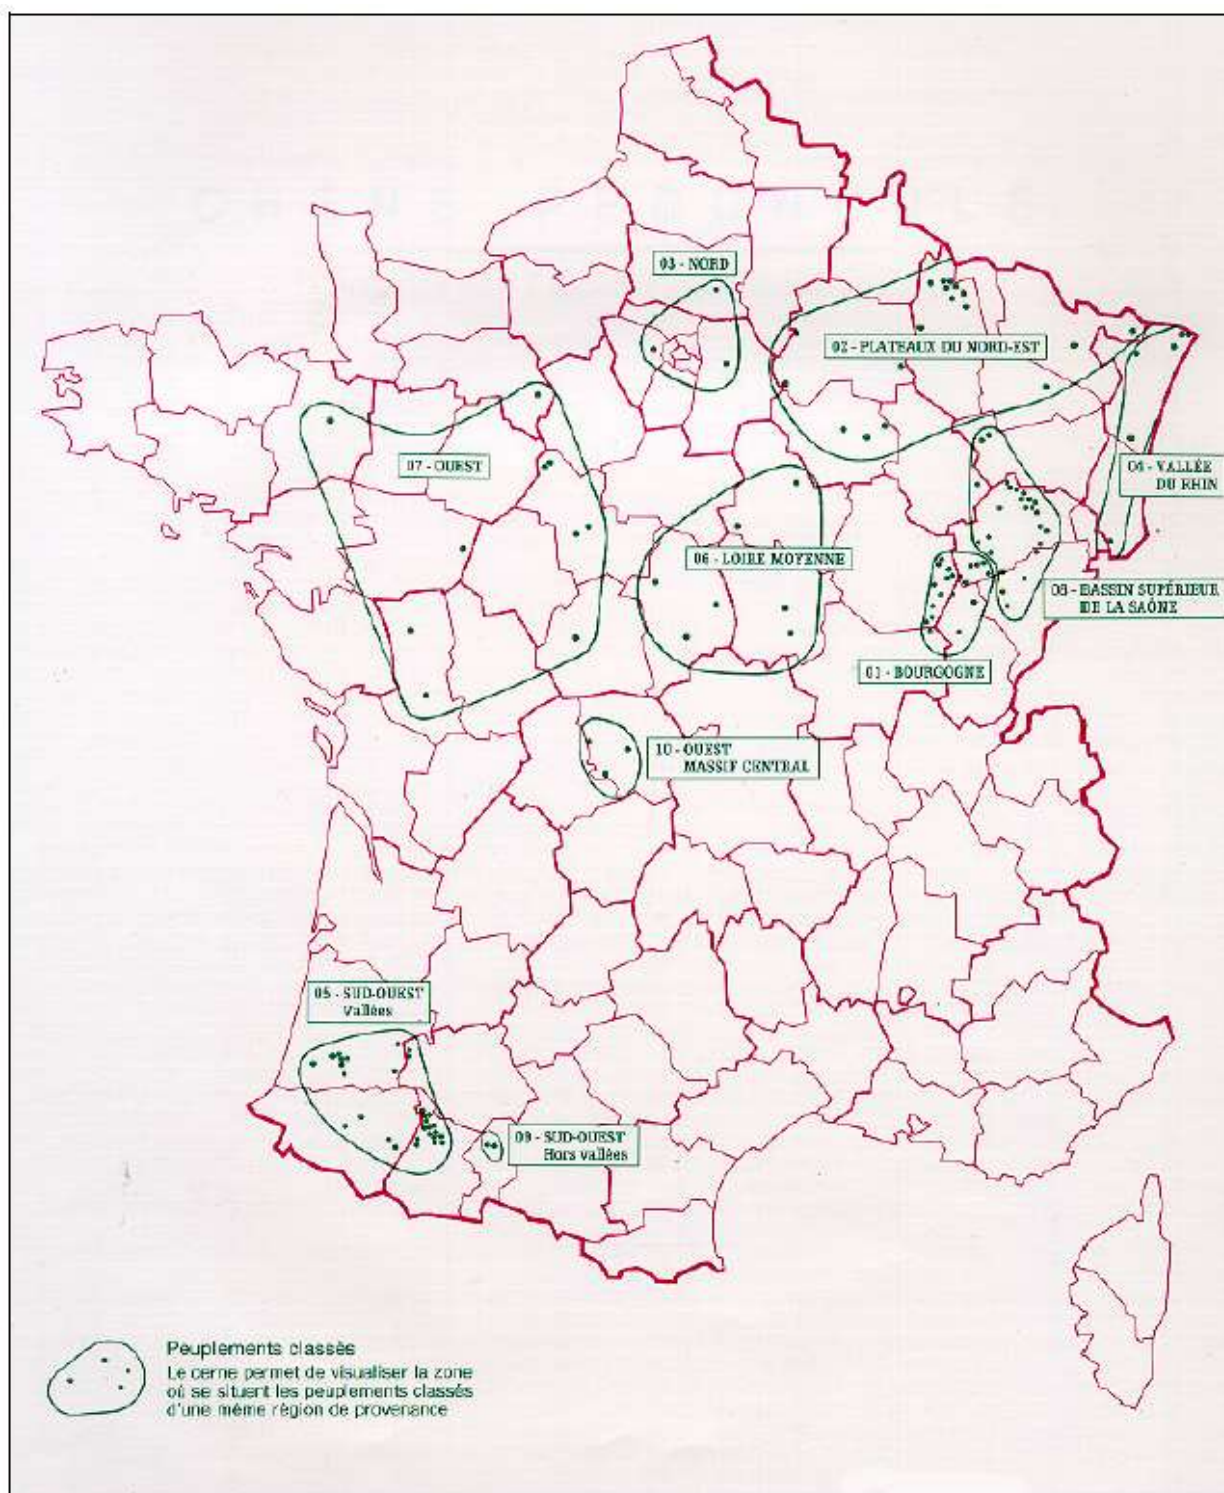 03 - NORD
02 - PLATEAUX DU NORD-EST
07 - OUEST
04 - VALLÉE
DU RHIN
06 - LOIRE MOYENNE
08 - BASSIN SUPÉRIEUR
DE LA SAÔNE
01 - BOURGOGNE
10 - OUEST
MASSIF CENTRAL
05 - SUD-OUEST
Vallées
09 - SUD-OUEST
Hors vallées
Peuplements classés
Le cerne permet de visualiser la zone
où se situent les peuplements classés
d'une même région de provenance